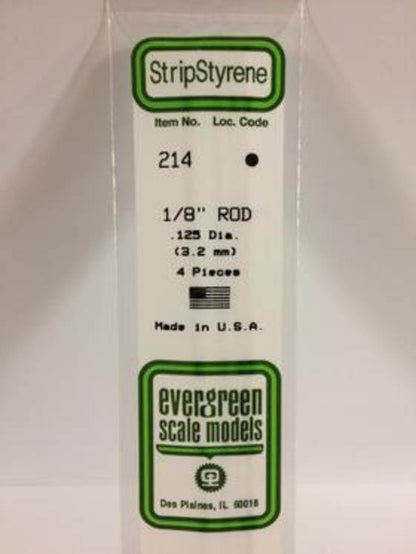 StripStyrene
Item No. Loc. Code
214
1/8" ROD
.125 Dia.
(3.2 mm)
4 Pieces
Made in U.S.A.
evergreen
scale models
Des Plaines, IL 60018